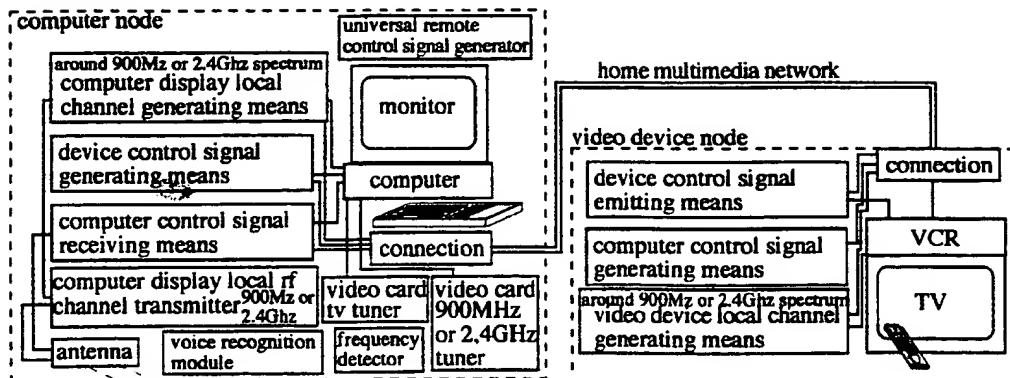 computer node
universal remote
control signal generator
around 900Mz or 2.4Ghz spectrum
computer display local
channel generating means
monitor
device control signal
generating means
computer
computer control signal
receiving means
connection
computer display local rf
channel transmitter 900Mz or
2.4Ghz
video card
tv tuner
video card
900MHz
or 2.4GHz
tuner
antenna
voice recognition
module
frequency
detector
home multimedia network
video device node
connection
device control signal
emitting means
VCR
computer control signal
generating means
around 900Mz or 2.4Ghz spectrum
video device local channel
generating means
TV